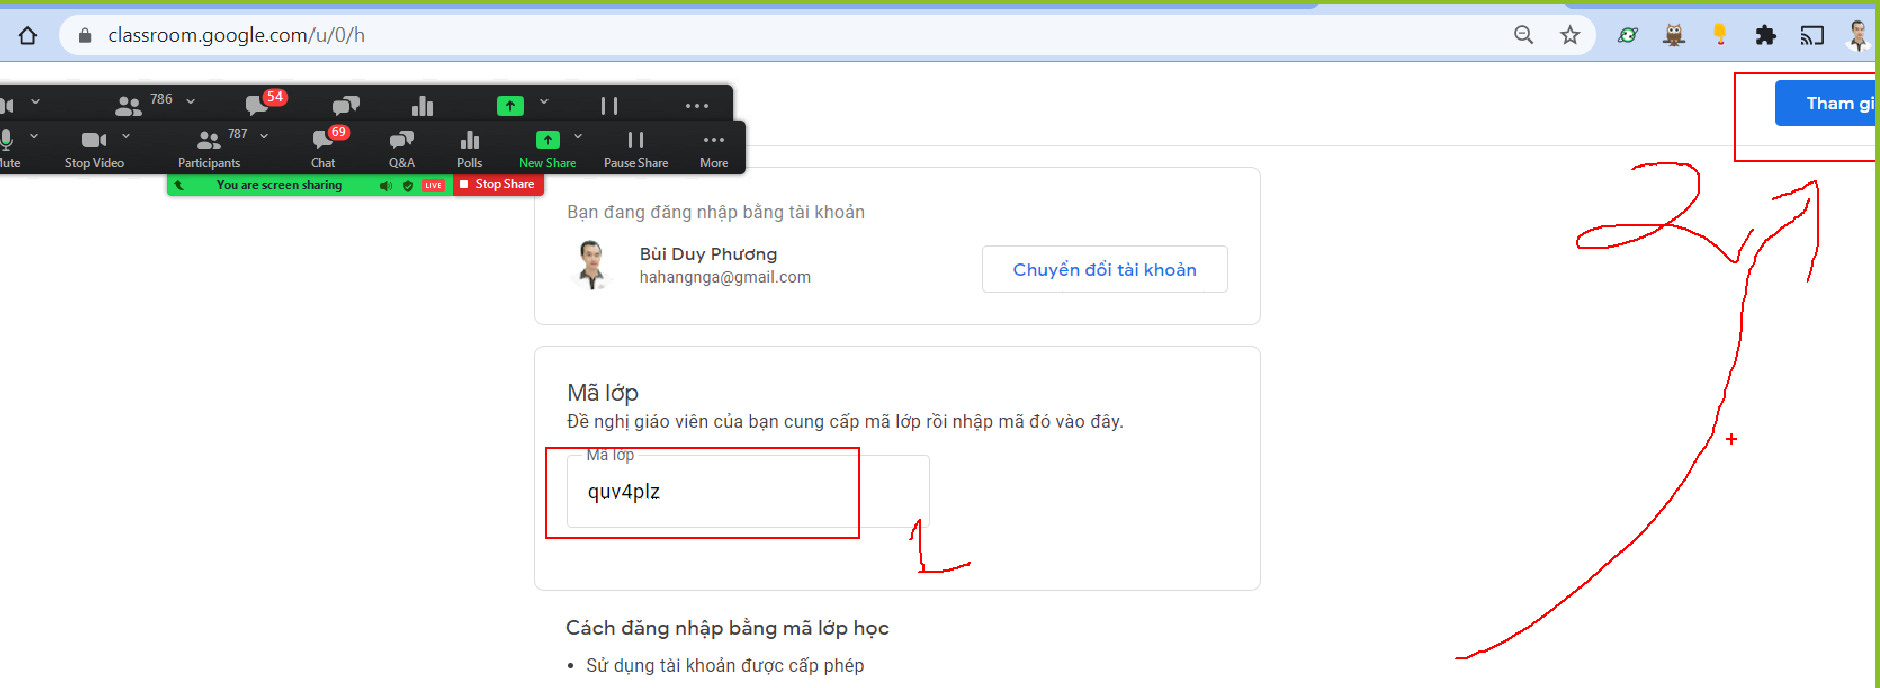 classroom.google.com/u/0/h
786
54
Tham gi
787
69
Mute
Stop Video
Participants
Chat
Q&A
Polls
New Share
Pause Share
More
You are screen sharing
LIVE
Stop Share
2
Bạn đang đăng nhập bằng tài khoản
Bùi Duy Phương
hahangnga@gmail.com
Chuyển đổi tài khoản
Mã lớp
Đề nghị giáo viên của bạn cung cấp mã lớp rồi nhập mã đó vào đây.
Mã lớp
quv4plz
1
Cách đăng nhập bằng mã lớp học
• Sử dụng tài khoản được cấp phép